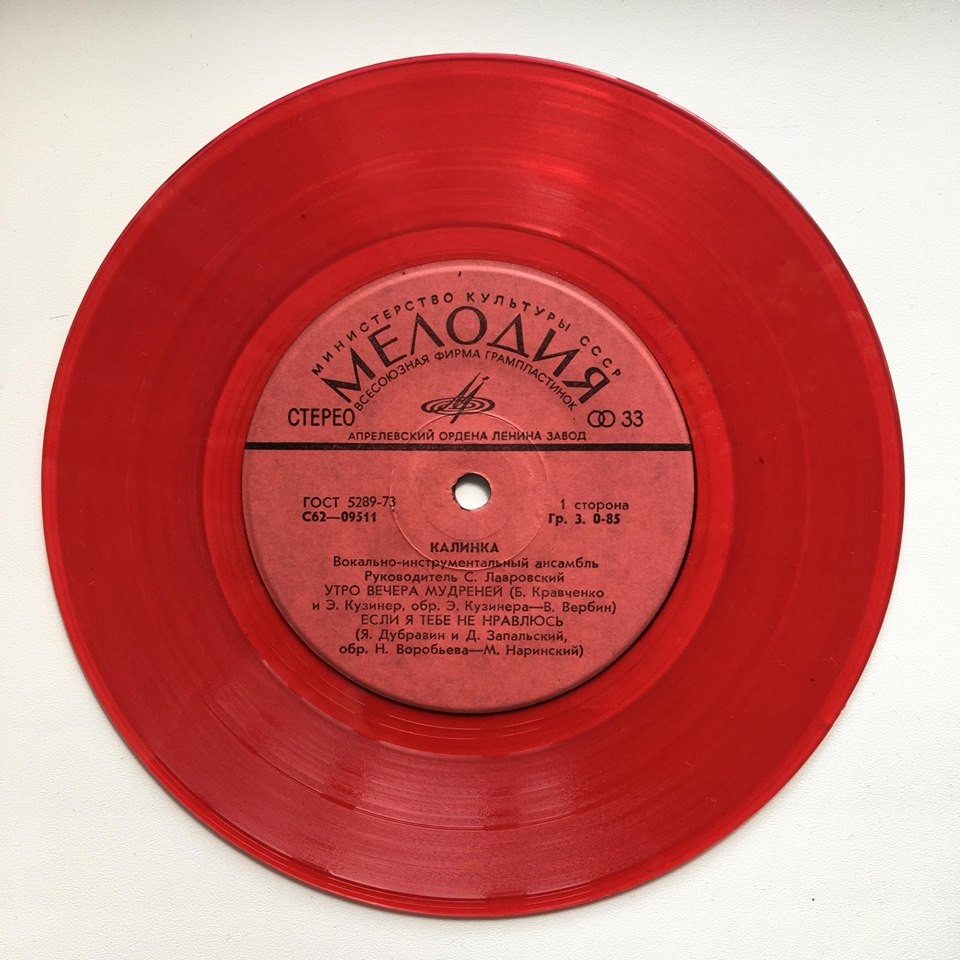 МИНИСТЕРСТВО КУЛЬТУРЫ СССР
МЕЛОДИЯ
ВСЕСОЮЗНАЯ ФИРМА ГРАМПЛАСТИНОК
СТЕРЕО 33
АПРЕЛЕВСКИЙ ОРДЕНА ЛЕНИНА ЗАВОД
ГОСТ 5289-73 1 сторона
С62—09511 Гр. 3. 0-85
КАЛИНКА
Вокально-инструментальный ансамбль
Руководитель С. Лавровский
УТРО ВЕЧЕРА МУДРЕНЕЙ (Б. Кравченко
и Э. Кузинер, обр. Э. Кузинера—В. Вербин)
ЕСЛИ Я ТЕБЕ НЕ НРАВЛЮСЬ
(Я. Дубравин и Д. Запальский,
обр. Н. Воробьева—М. Наринский)